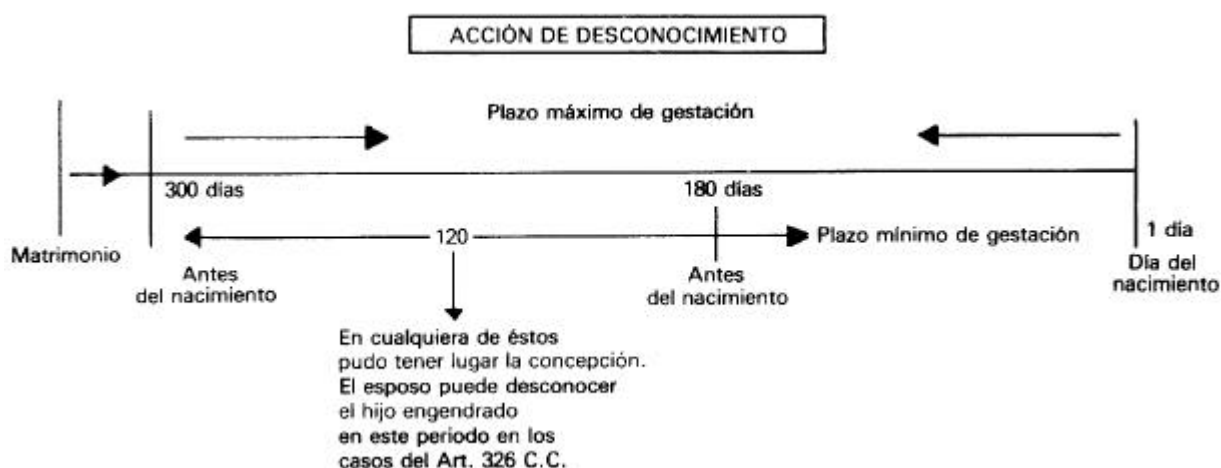 ACCIÓN DE DESCONOCIMIENTO
Plazo máximo de gestación
300 días
180 días
120
Plazo mínimo de gestación
1 día
Matrimonio
Antes
del nacimiento
Antes
del nacimiento
Día del
nacimiento
En cualquiera de éstos
pudo tener lugar la concepción.
El esposo puede desconocer
el hijo engendrado
en este periodo en los
casos del Art. 326 C.C.